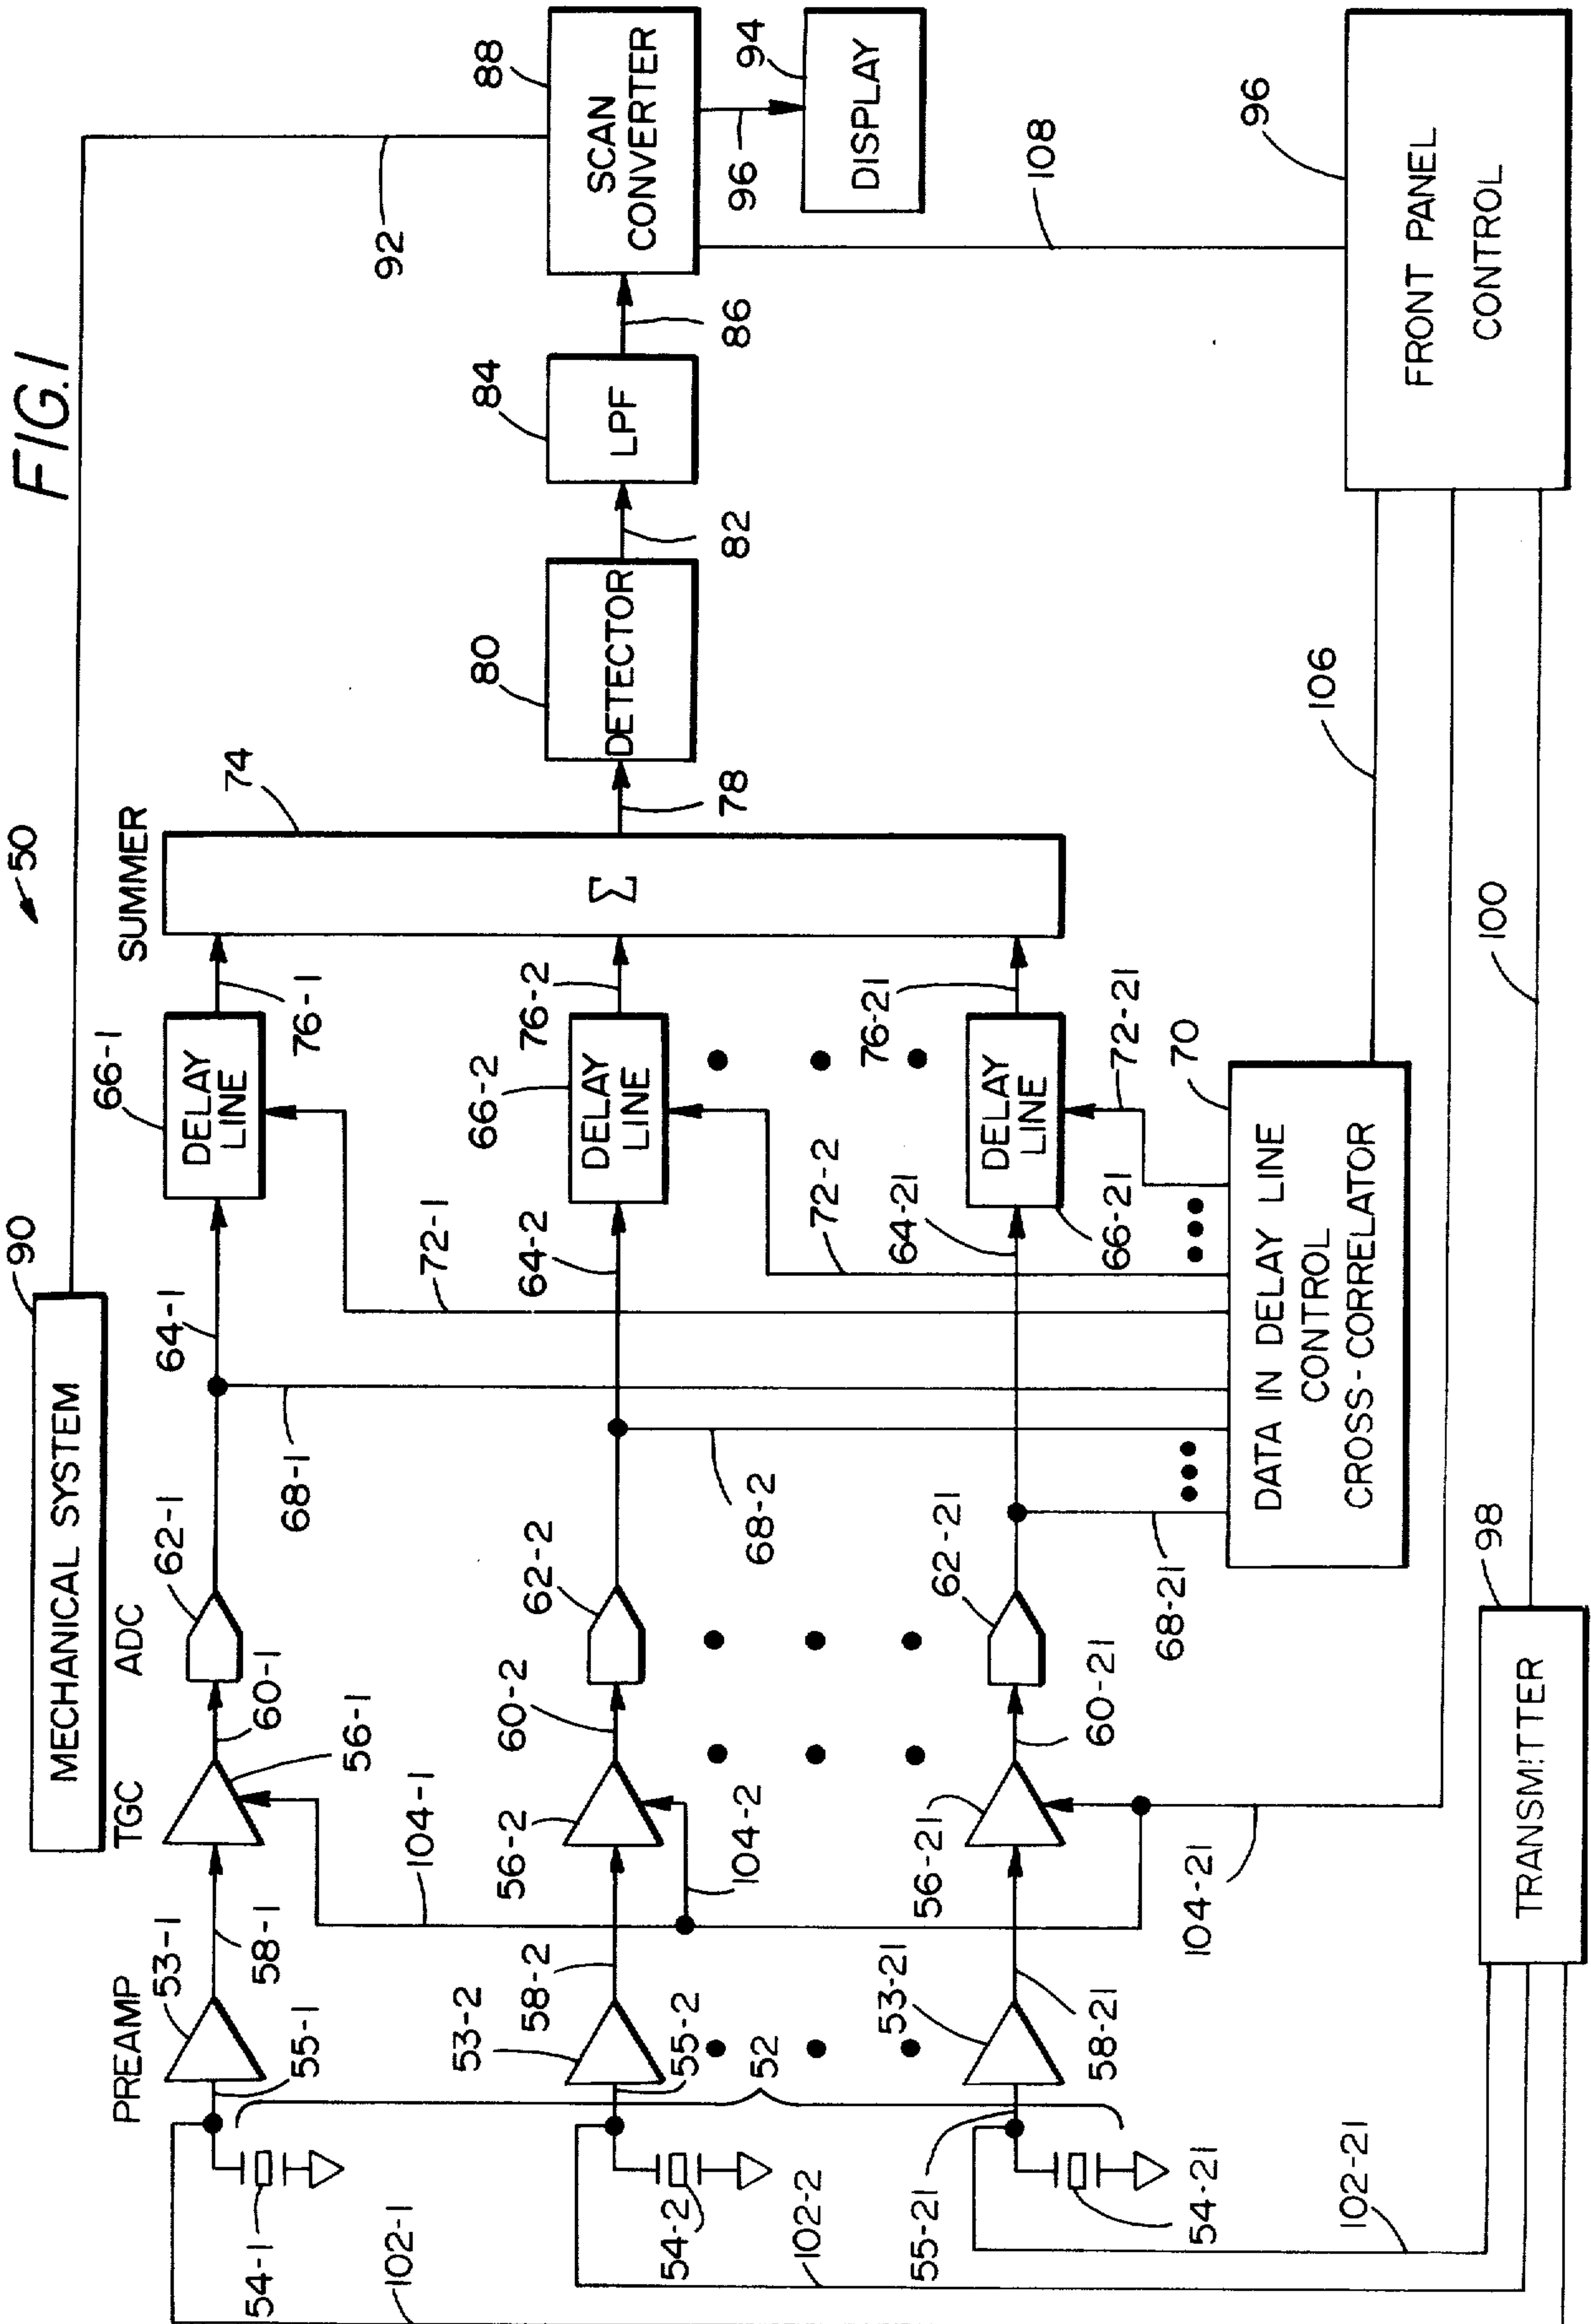 FIG.1
50
MECHANICAL SYSTEM
90
92
PREAMP
TGC
ADC
SUMMER
53-1
55-1
58-1
56-1
60-1
62-1
64-1
66-1
DELAY
LINE
76-1
74
54-1
102-1
104-1
68-1
72-1
53-2
55-2
58-2
56-2
60-2
62-2
64-2
66-2
DELAY
LINE
76-2
Σ
78
80
DETECTOR
82
84
LPF
86
88
SCAN
CONVERTER
96
94
DISPLAY
52
54-2
102-2
104-2
68-2
72-2
53-21
55-21
58-21
56-21
60-21
62-21
64-21
66-21
DELAY
LINE
76-21
72-21
54-21
102-21
104-21
68-21
70
DATA IN DELAY LINE
CONTROL
CROSS-CORRELATOR
98
TRANSMITTER
100
106
108
96
FRONT PANEL
CONTROL